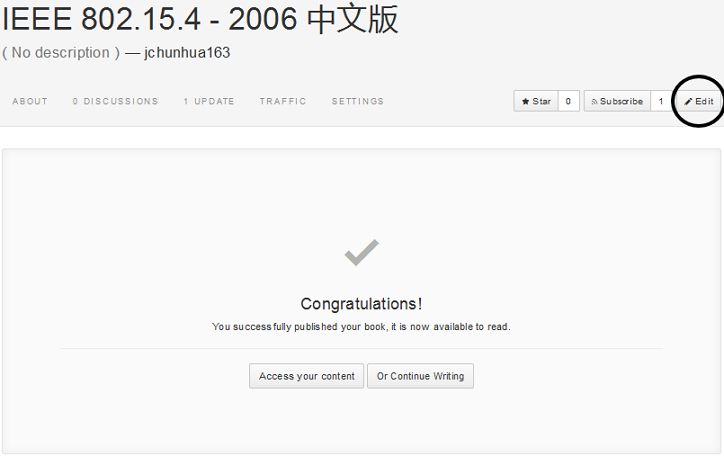 IEEE 802.15.4 - 2006 中文版
( No description ) — jchunhua163
ABOUT 0 DISCUSSIONS 1 UPDATE TRAFFIC SETTINGS Star 0 Subscribe 1 Edit
Congratulations!
You successfully published your book, it is now available to read.
Access your content Or Continue Writing